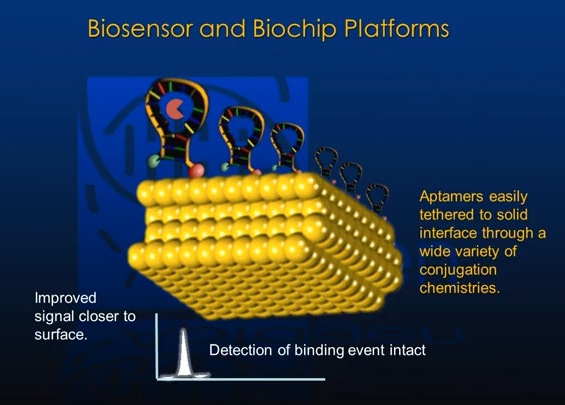 Biosensor and Biochip Platforms
Aptamers easily
tethered to solid
interface through a
wide variety of
conjugation
chemistries.
Improved
signal closer to
surface.
Detection of binding event intact